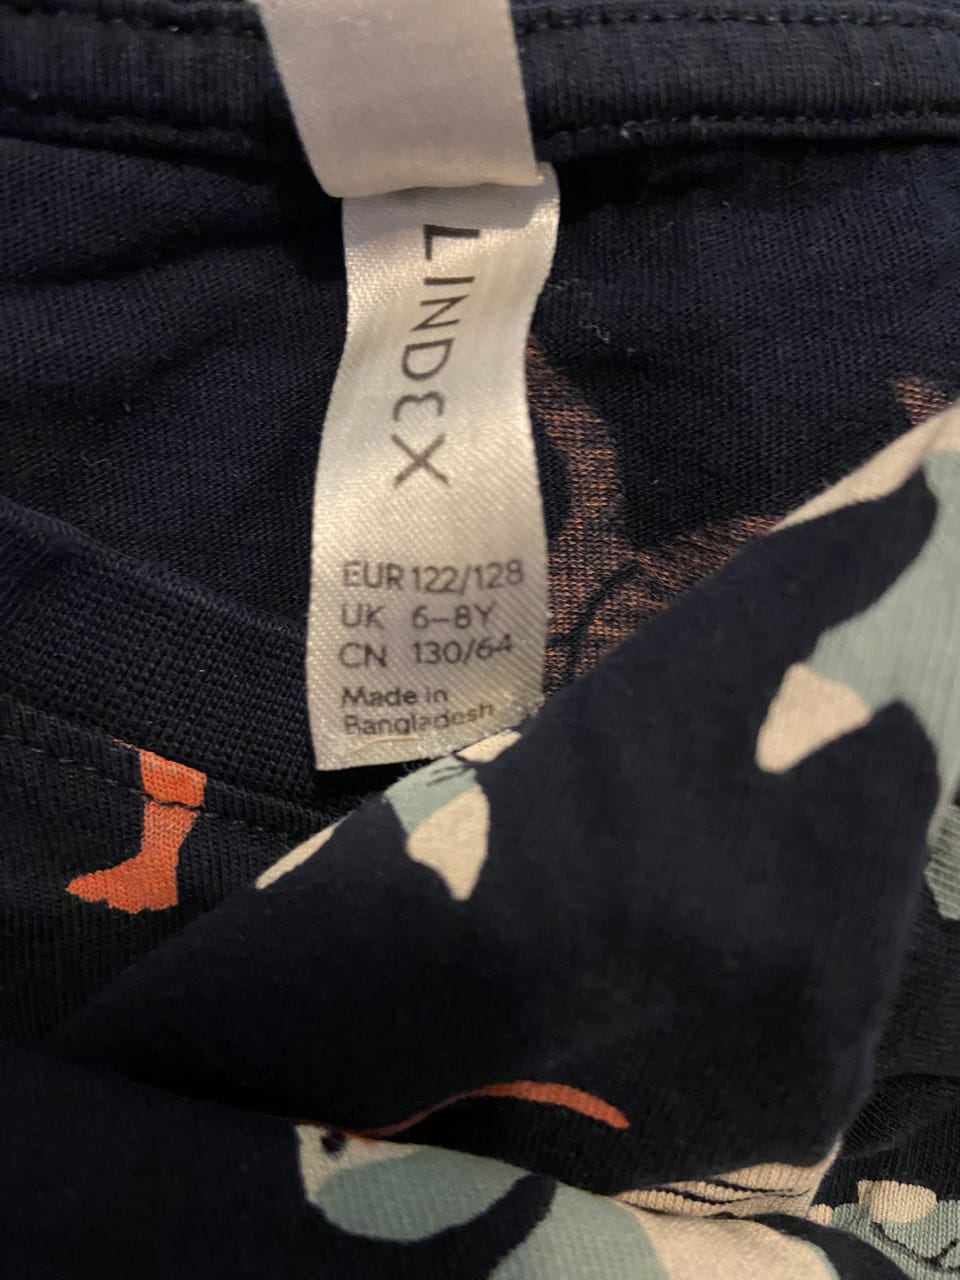 LINDEX
EUR 122/128
UK 6–8Y
CN 130/64
Made in
Bangladesh